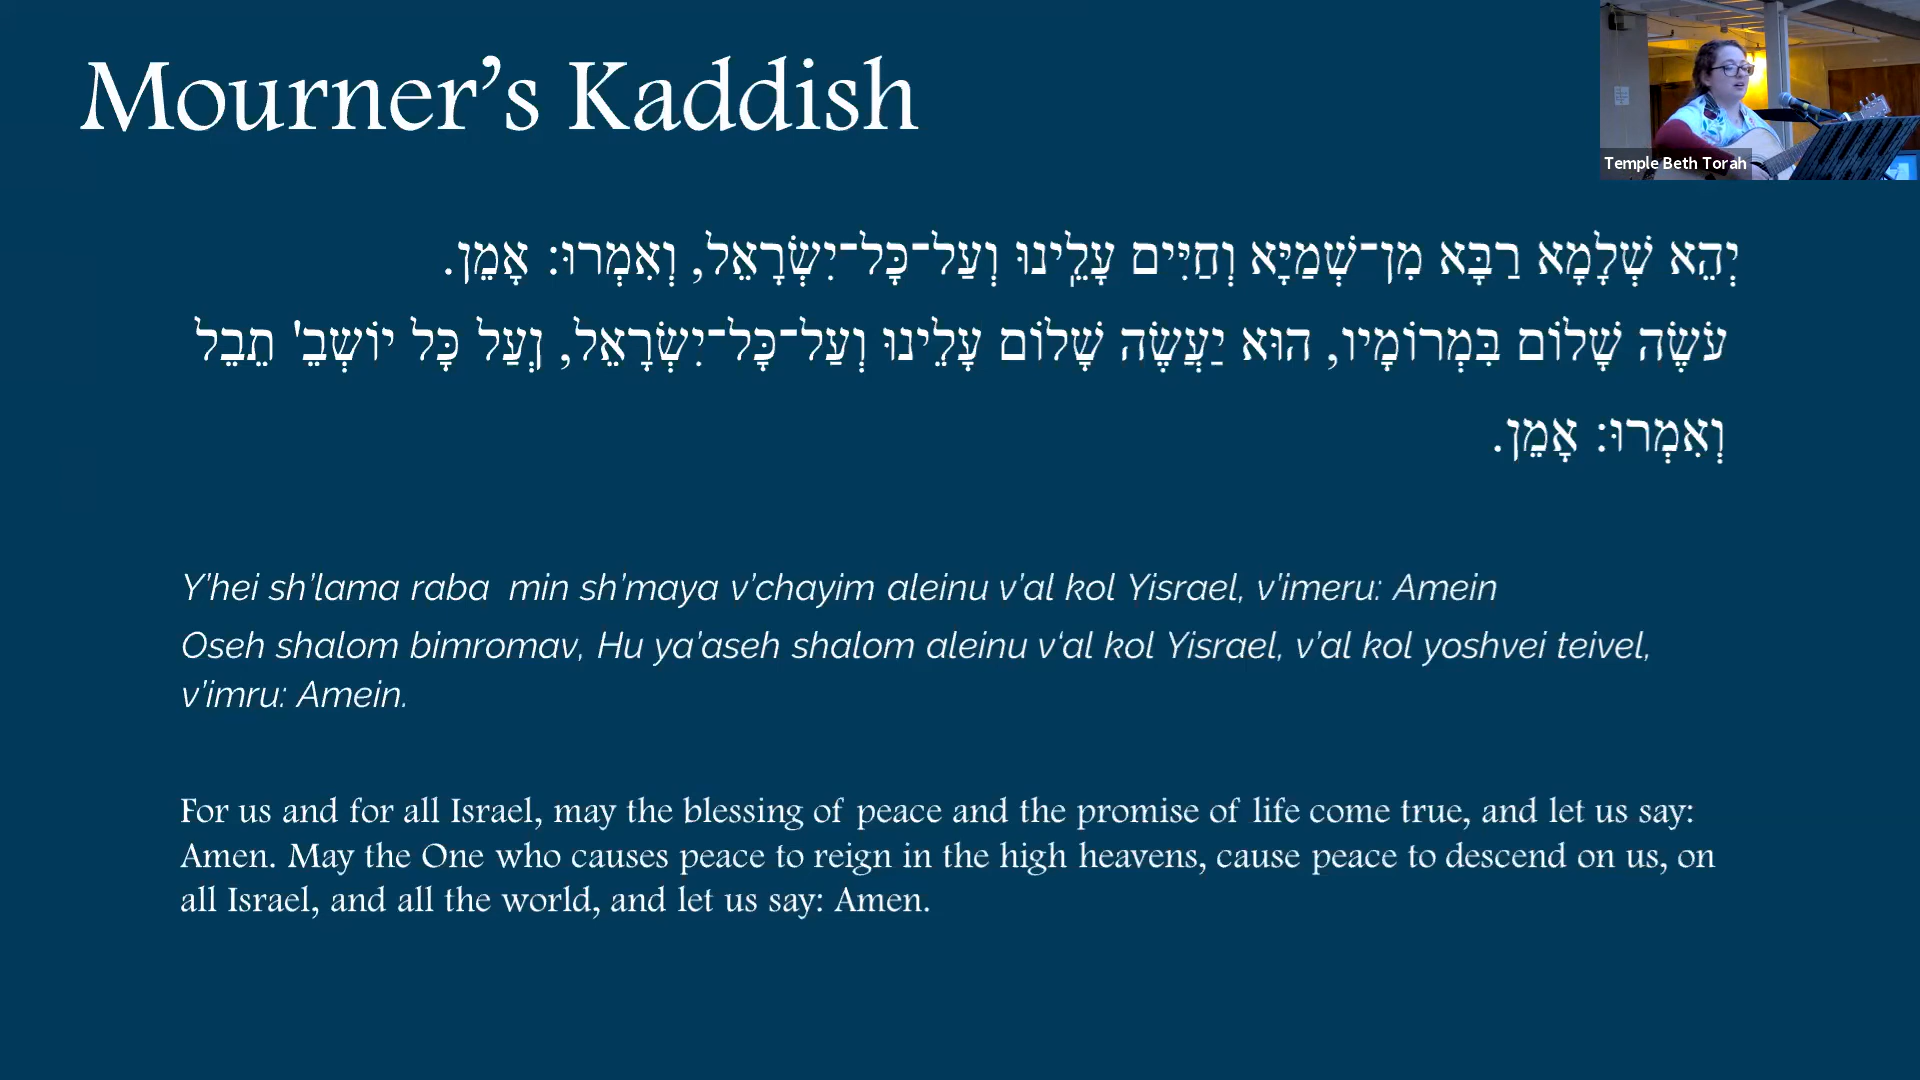 Mourner’s Kaddish
Temple Beth Torah
יְהֵא שְׁלָמָא רַבָּא מִן־שְׁמַיָּא וְחַיִּים עָלֵֽינוּ וְעַל־כָּל־יִשְׂרָאֵל, וְאִמְרוּ: אָמֵן.
עֹשֶׂה שָׁלוֹם בִּמְרוֹמָיו, הוּא יַעֲשֶׂה שָׁלוֹם עָלֵינוּ וְעַל־כָּל־יִשְׂרָאֵל, וְעַל כָּל יוֹשְׁבֵי תֵבֵל
וְאִמְרוּ: אָמֵן.
Y’hei sh’lama raba  min sh’maya v’chayim aleinu v’al kol Yisrael, v’imeru: Amein
Oseh shalom bimromav, Hu ya’aseh shalom aleinu v‘al kol Yisrael, v’al kol yoshvei teivel,
v’imru: Amein.
For us and for all Israel, may the blessing of peace and the promise of life come true, and let us say:
Amen. May the One who causes peace to reign in the high heavens, cause peace to descend on us, on
all Israel, and all the world, and let us say: Amen.